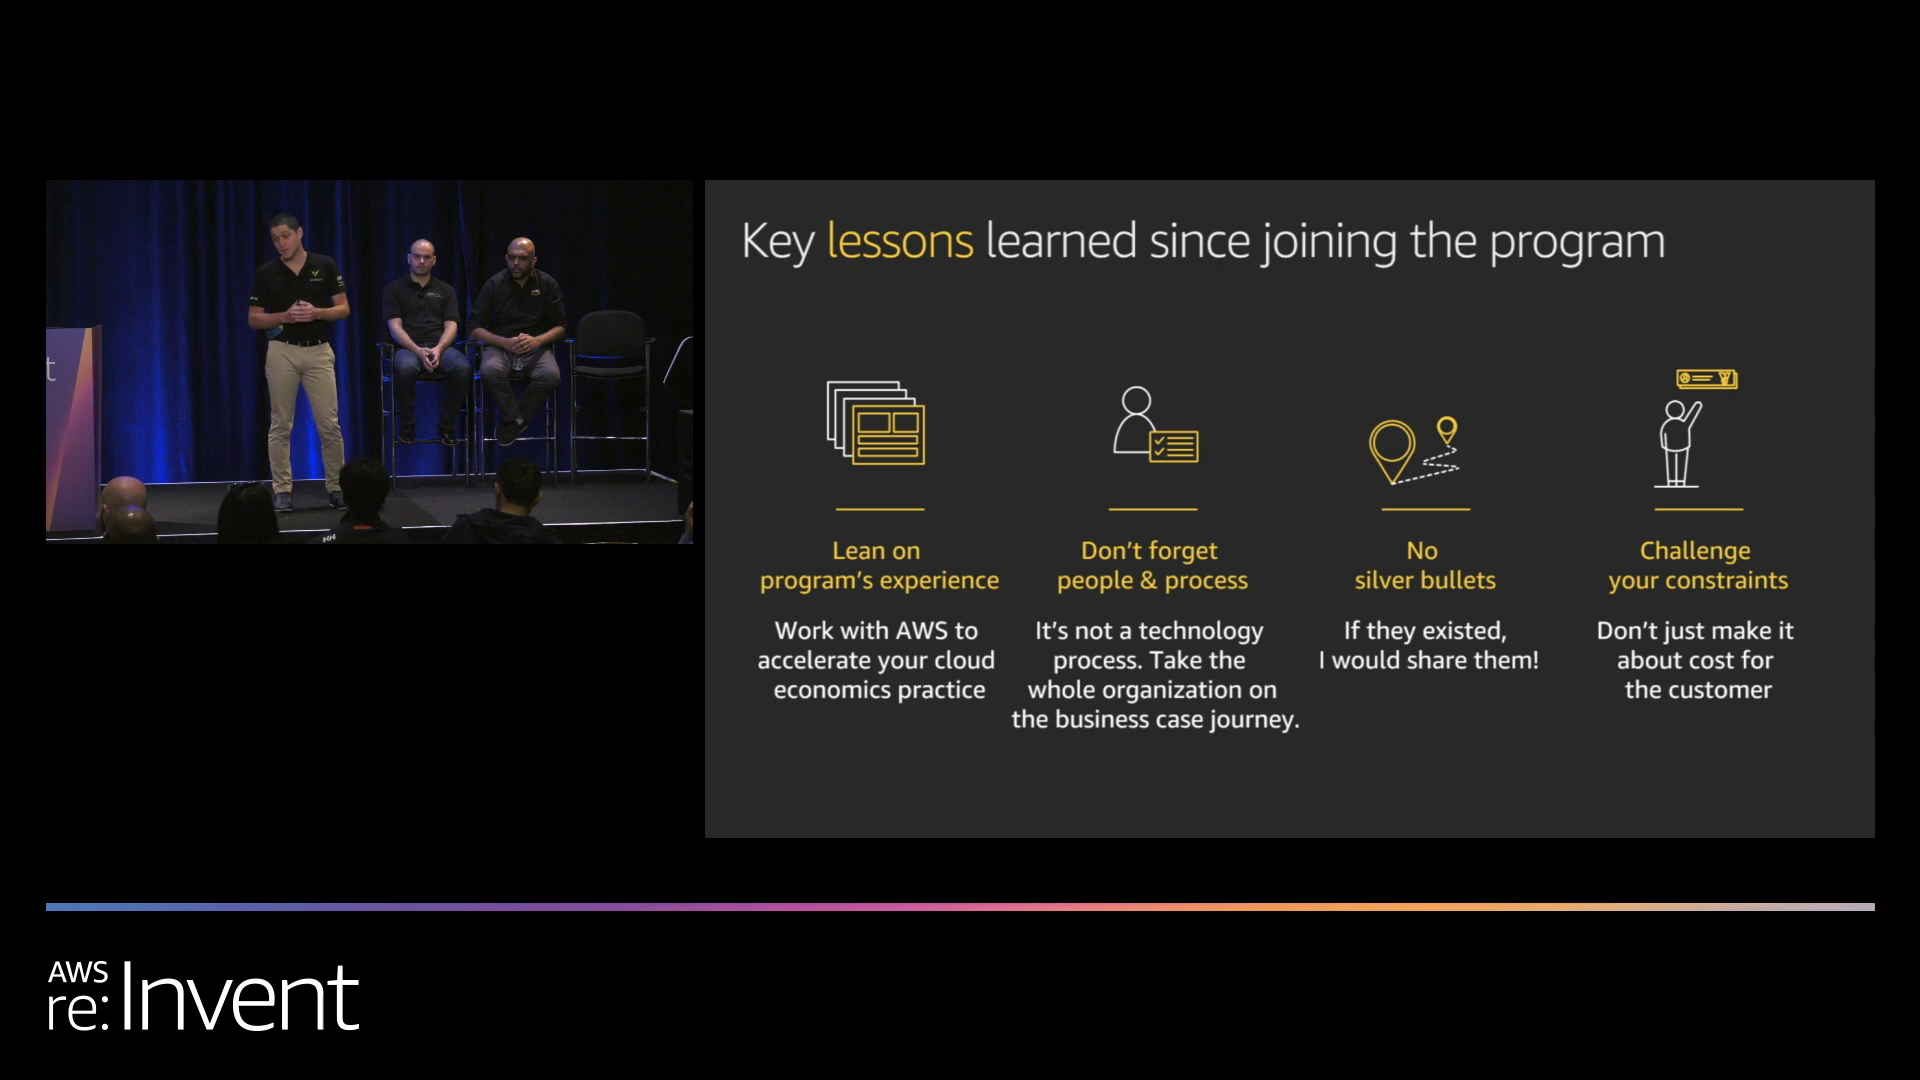 Key lessons learned since joining the program
Lean on
program's experience
Work with AWS to
accelerate your cloud
economics practice
Don't forget
people & process
It's not a technology
process. Take the
whole organization on
the business case journey.
No
silver bullets
If they existed,
I would share them!
Challenge
your constraints
Don't just make it
about cost for
the customer
t
HH
AWS
re:Invent